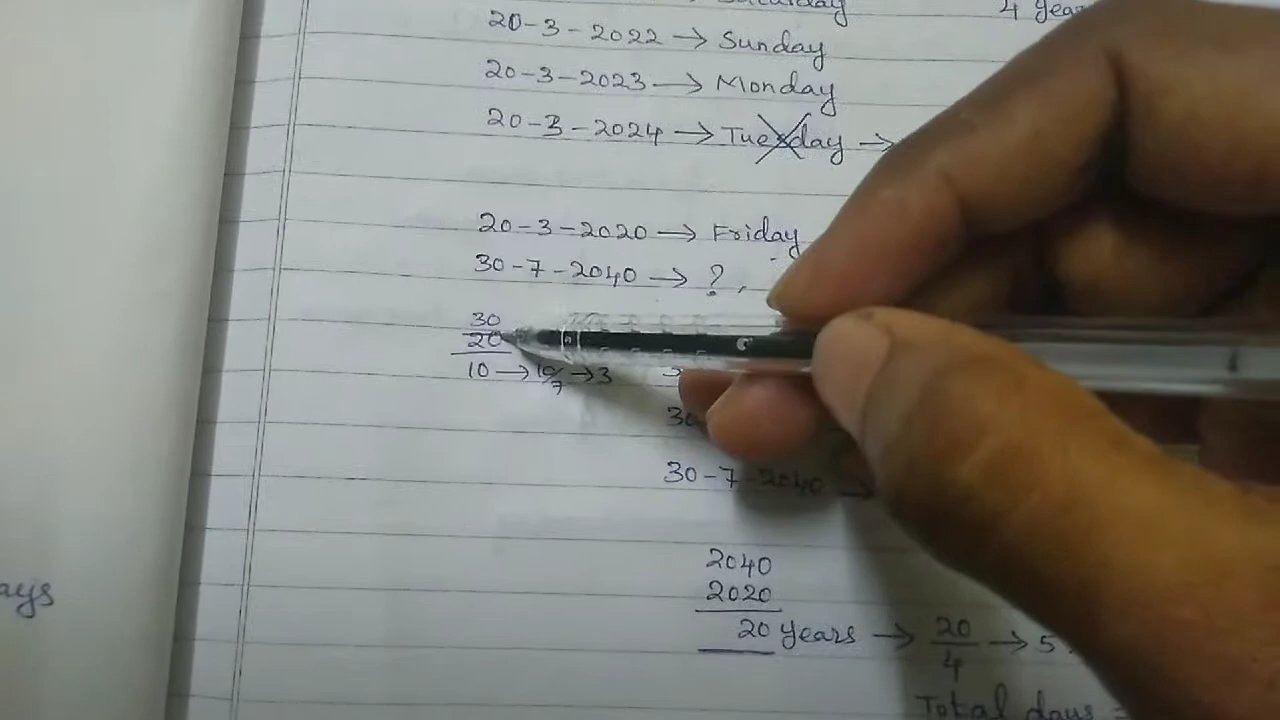 Saturday 4 years
20-3-2022 → Sunday
20-3-2023 → Monday
20-3-2024 → Tuesday →
20-3-2020 → Friday
30-7-2040 → ?,
30
20
10 → 10/7 → 3
30
30-7-2040 →
2040
2020
20 years → 20/4 → 5
Total days =
ays